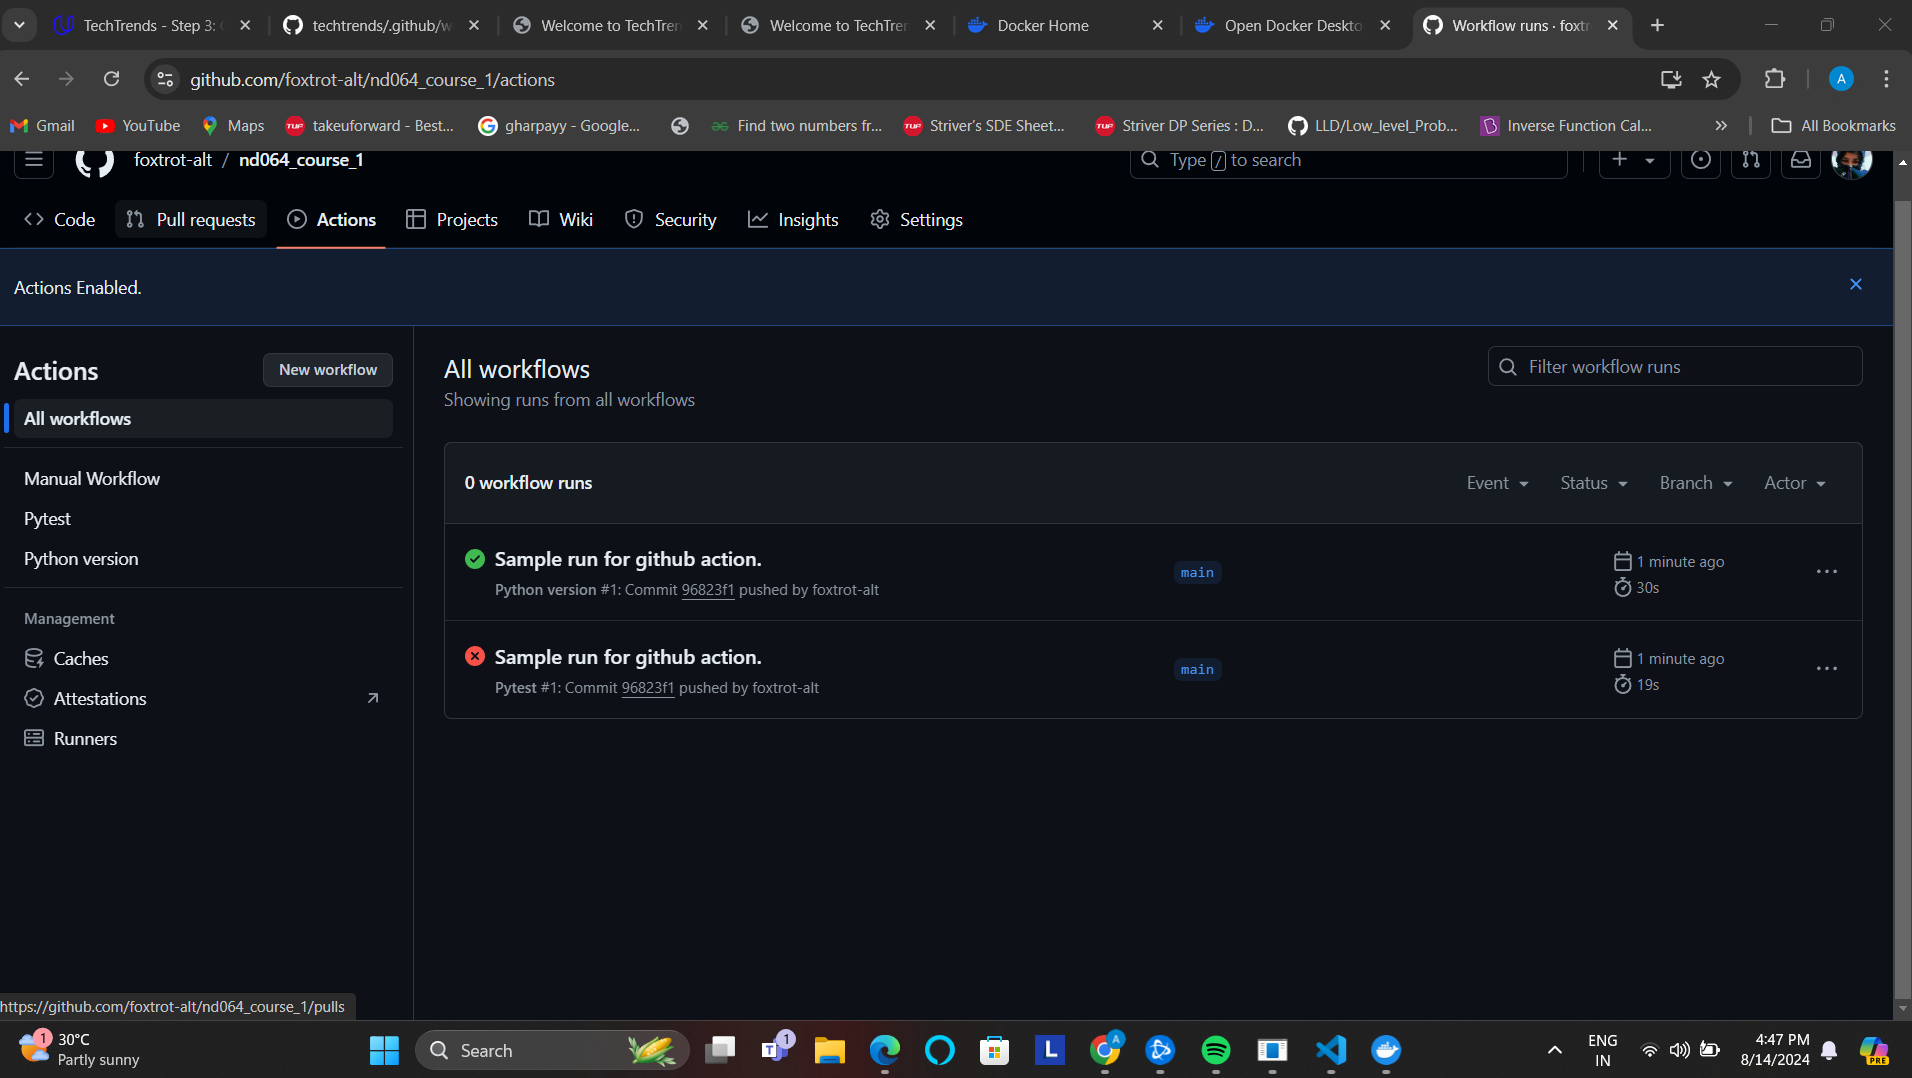 TechTrends - Step 3:
techtrends/.github/w
Welcome to TechTren
Welcome to TechTren
Docker Home
Open Docker Deskto
Workflow runs · foxtr
github.com/foxtrot-alt/nd064_course_1/actions
A
Gmail
YouTube
Maps
takeuforward - Best...
gharpayy - Google...
Find two numbers fr...
Striver's SDE Sheet...
Striver DP Series : D...
LLD/Low_level_Prob...
Inverse Function Cal...
All Bookmarks
foxtrot-alt / nd064_course_1
Type / to search
Code
Pull requests
Actions
Projects
Wiki
Security
Insights
Settings
Actions Enabled.
Actions
New workflow
All workflows
Manual Workflow
Pytest
Python version
Management
Caches
Attestations
Runners
All workflows
Showing runs from all workflows
Filter workflow runs
0 workflow runs
Event
Status
Branch
Actor
Sample run for github action.
Python version #1: Commit 96823f1 pushed by foxtrot-alt
main
1 minute ago
30s
Sample run for github action.
Pytest #1: Commit 96823f1 pushed by foxtrot-alt
main
1 minute ago
19s
https://github.com/foxtrot-alt/nd064_course_1/pulls
1
30°C
Partly sunny
Search
1
L
A
ENG
IN
4:47 PM
8/14/2024
PRE